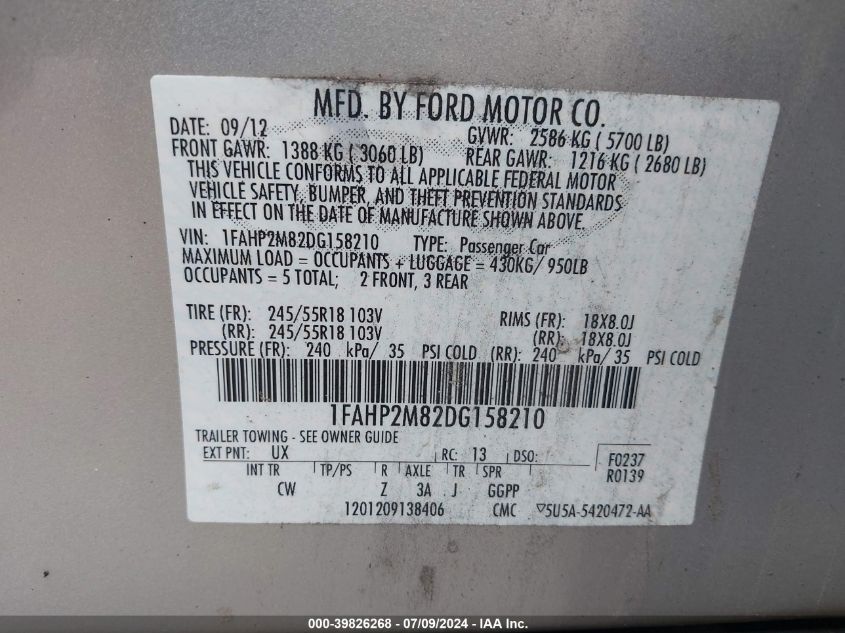 MFD. BY FORD MOTOR CO.
DATE: 09/12 GVWR: 2586 KG ( 5700 LB)
FRONT GAWR: 1388 KG ( 3060 LB) REAR GAWR: 1216 KG ( 2680 LB)
THIS VEHICLE CONFORMS TO ALL APPLICABLE FEDERAL MOTOR
VEHICLE SAFETY, BUMPER, AND THEFT PREVENTION STANDARDS
IN EFFECT ON THE DATE OF MANUFACTURE SHOWN ABOVE.
VIN: 1FAHP2M82DG158210 TYPE: Passenger Car
MAXIMUM LOAD = OCCUPANTS + LUGGAGE = 430KG/ 950LB
OCCUPANTS = 5 TOTAL; 2 FRONT, 3 REAR
TIRE (FR): 245/55R18 103V RIMS (FR): 18X8.0J
(RR): 245/55R18 103V (RR): 18X8.0J
PRESSURE (FR): 240 kPa/ 35 PSI COLD (RR): 240 kPa/ 35 PSI COLD
1FAHP2M82DG158210
TRAILER TOWING - SEE OWNER GUIDE
EXT PNT: UX RC: 13 DSO: F0237
R0139
INT TR TP/PS R AXLE TR SPR
CW Z 3A J GGPP
1201209138406 CMC ▽5U5A-5420472-AA
000-39826268 - 07/09/2024 - IAA Inc.